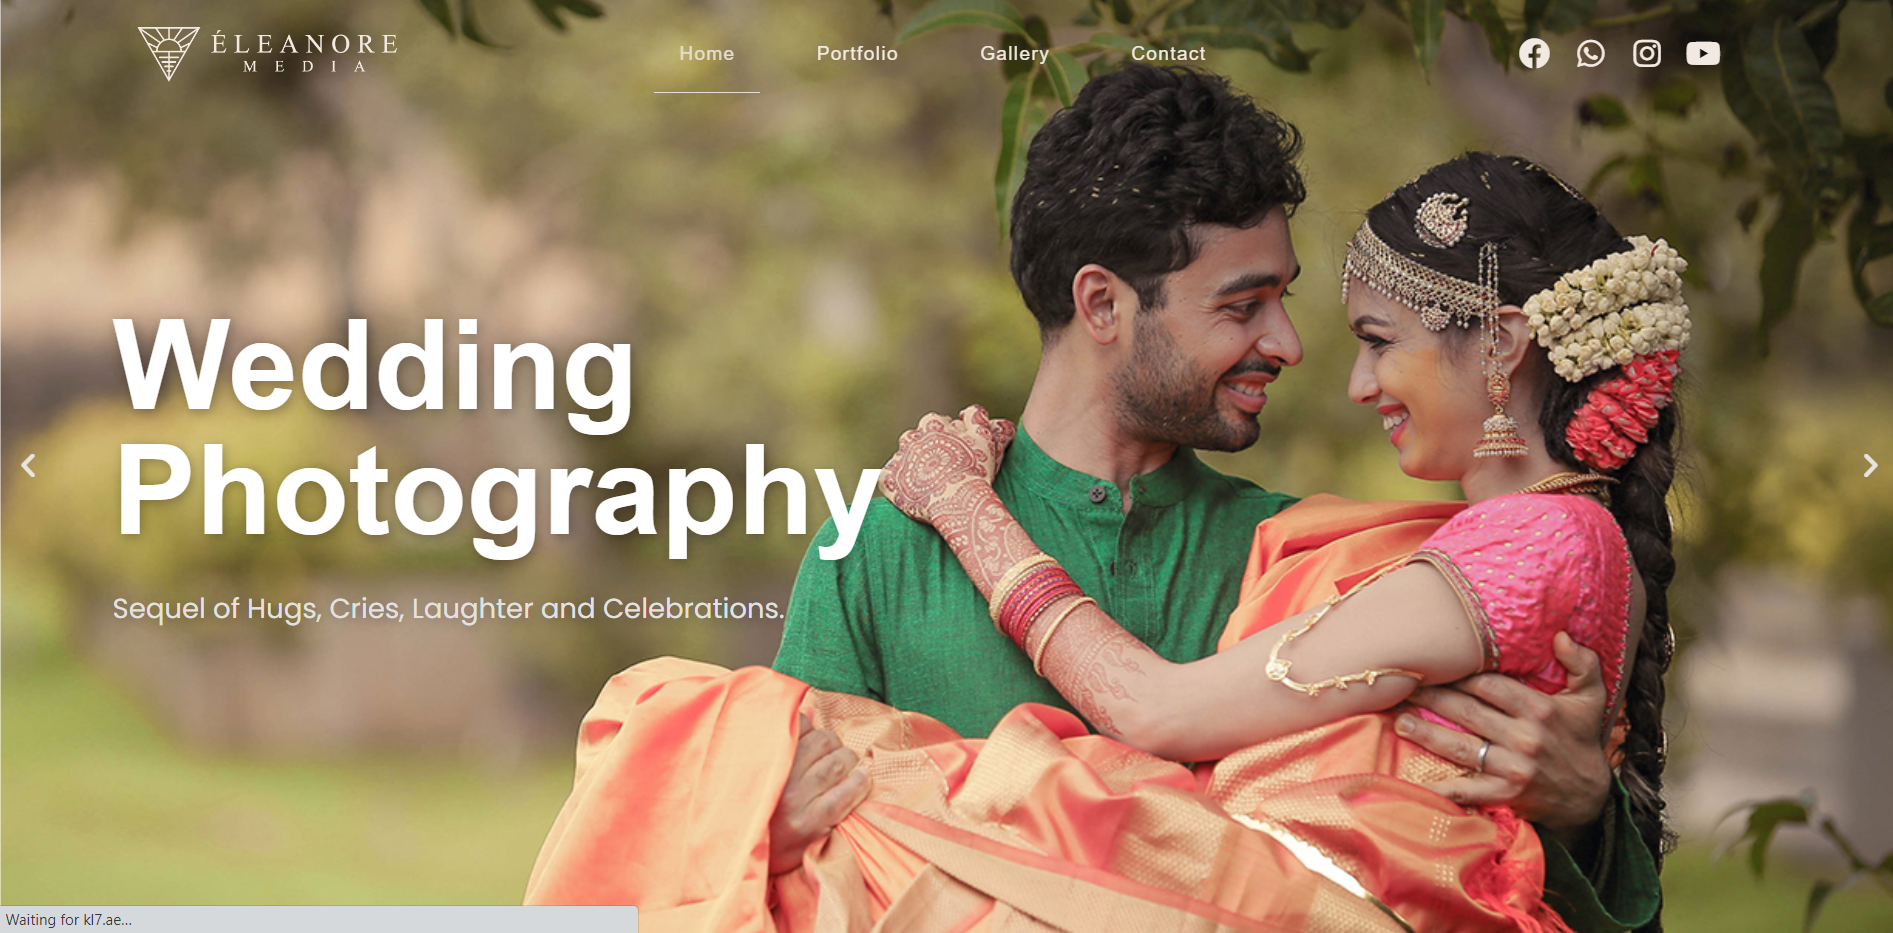 ÉLEANORE
MEDIA
Home
Portfolio
Gallery
Contact
Wedding
Photography
Sequel of Hugs, Cries, Laughter and Celebrations.
Waiting for kl7.ae...